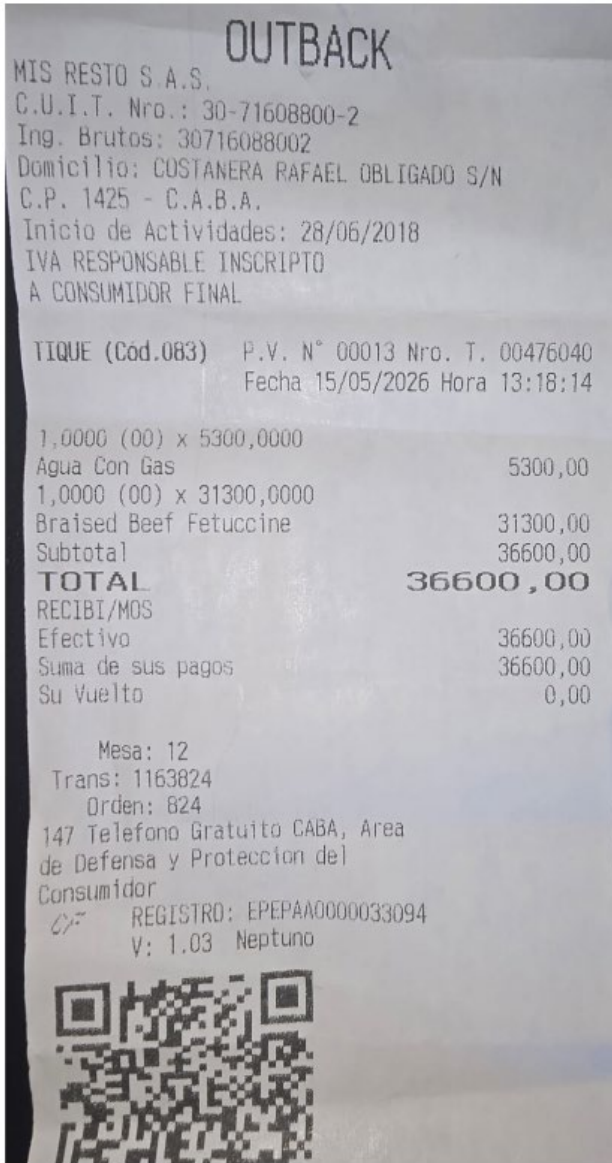 OUTBACK
MIS RESTO S.A.S.
C.U.I.T. Nro.: 30-71608800-2
Ing. Brutos: 30716088002
Domicilio: COSTANERA RAFAEL OBLIGADO S/N
C.P. 1425 - C.A.B.A.
Inicio de Actividades: 28/06/2018
IVA RESPONSABLE INSCRIPTO
A CONSUMIDOR FINAL
TIQUE (Cód.083) P.V. N° 00013 Nro. T. 00476040
Fecha 15/05/2026 Hora 13:18:14
1,0000 (00) x 5300,0000
Agua Con Gas 5300,00
1,0000 (00) x 31300,0000
Braised Beef Fetuccine 31300,00
Subtotal 36600,00
TOTAL 36600,00
RECIBI/MOS
Efectivo 36600,00
Suma de sus pagos 36600,00
Su Vuelto 0,00
Mesa: 12
Trans: 1163824
Orden: 824
147 Telefono Gratuito CABA, Area
de Defensa y Proteccion del
Consumidor
CF REGISTRO: EPEPAA0000033094
V: 1.03 Neptuno